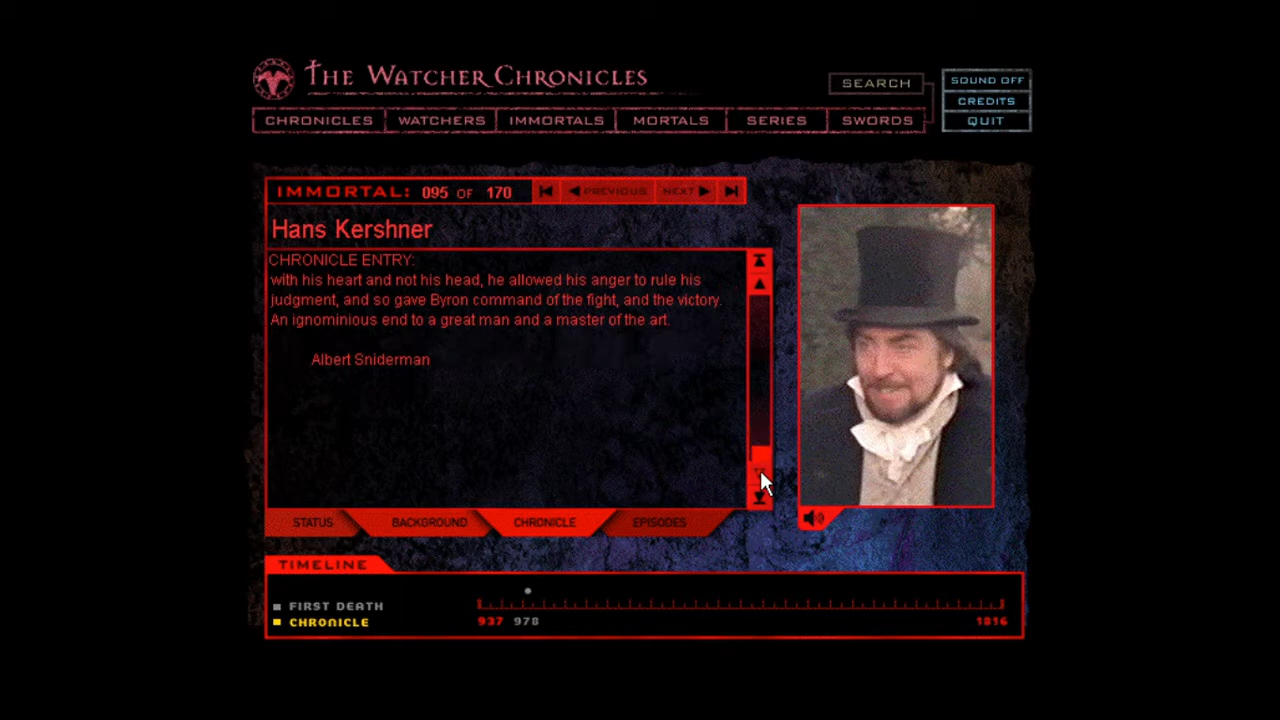 THE WATCHER CHRONICLES
SEARCH
SOUND OFF
CREDITS
QUIT
CHRONICLES
WATCHERS
IMMORTALS
MORTALS
SERIES
SWORDS
IMMORTAL: 095 OF 170
PREVIOUS
NEXT
Hans Kershner
CHRONICLE ENTRY:
with his heart and not his head, he allowed his anger to rule his
judgment, and so gave Byron command of the fight, and the victory.
An ignominious end to a great man and a master of the art.
Albert Sniderman
STATUS
BACKGROUND
CHRONICLE
EPISODES
TIMELINE
FIRST DEATH
CHRONICLE
937 978 1816